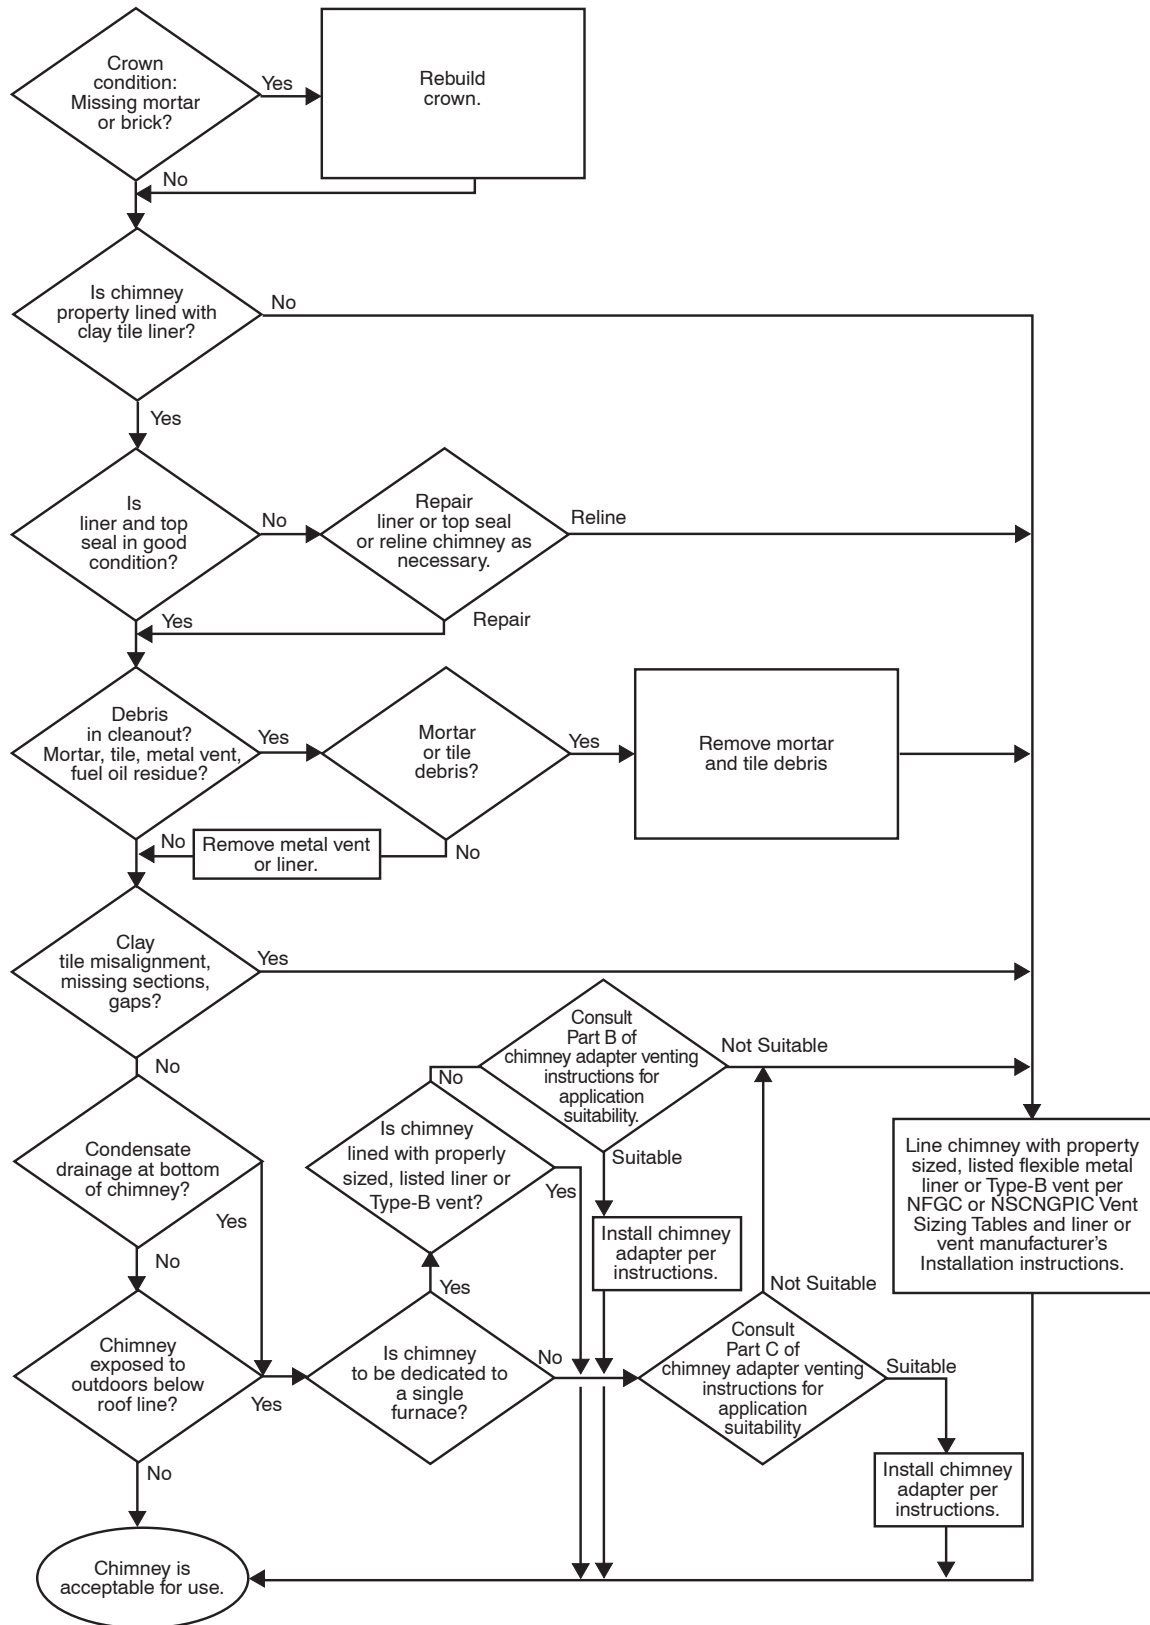 Crown
condition:
Missing mortar
or brick?
Yes
Rebuild
crown.
No
Is chimney
property lined with
clay tile liner?
No
Yes
Is
liner and top
seal in good
condition?
No
Repair
liner or top seal
or reline chimney as
necessary.
Reline
Yes
Repair
Debris
in cleanout?
Mortar, tile, metal vent,
fuel oil residue?
Yes
Mortar
or tile
debris?
Yes
Remove mortar
and tile debris
No
Remove metal vent
or liner.
No
Clay
tile misalignment,
missing sections,
gaps?
Yes
No
Consult
Part B of
chimney adapter venting
instructions for
application
suitability.
Not Suitable
No
Is chimney
lined with properly
sized, listed liner or
Type-B vent?
Yes
Suitable
Condensate
drainage at bottom
of chimney?
Yes
No
Install chimney
adapter per
instructions.
Line chimney with property
sized, listed flexible metal
liner or Type-B vent per
NFGC or NSCNGPIC Vent
Sizing Tables and liner or
vent manufacturer's
Installation instructions.
Not Suitable
Yes
Chimney
exposed to
outdoors below
roof line?
Yes
Is chimney
to be dedicated to
a single
furnace?
No
Consult
Part C of
chimney adapter venting
instructions for
application
suitability
Suitable
No
Install chimney
adapter per
instructions.
Chimney is
acceptable for use.